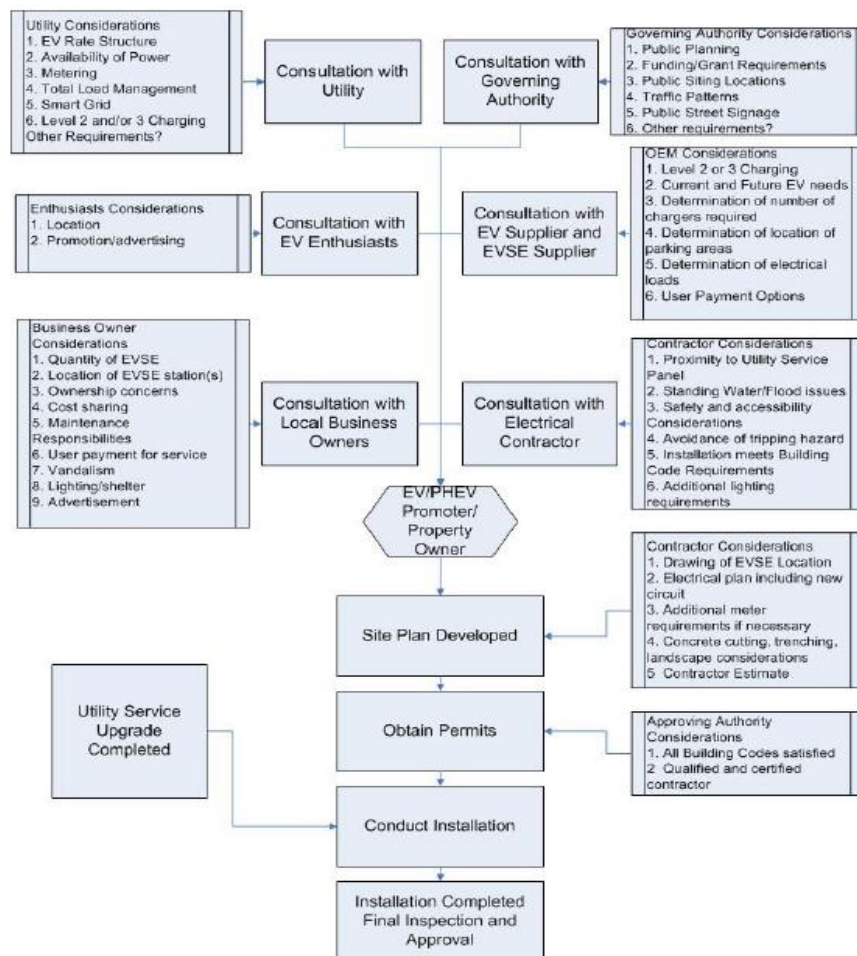 Utility Considerations
1. EV Rate Structure
2. Availability of Power
3. Metering
4. Total Load Management
5. Smart Grid
6. Level 2 and/or 3 Charging
Other Requirements?
Consultation with
Utility
Consultation with
Governing
Authority
Governing Authority Considerations
1. Public Planning
2. Funding/Grant Requirements
3. Public Siting Locations
4. Traffic Patterns
5. Public Street Signage
6. Other requirements?
Enthusiasts Considerations
1. Location
2. Promotion/advertising
Consultation with
EV Enthusiasts
Consultation with
EV Supplier and
EVSE Supplier
OEM Considerations
1. Level 2 or 3 Charging
2. Current and Future EV needs
3. Determination of number of
chargers required
4. Determination of location of
parking areas
5. Determination of electrical
loads
6. User Payment Options
Business Owner
Considerations
1. Quantity of EVSE
2. Location of EVSE station(s)
3. Ownership concerns
4. Cost sharing
5. Maintenance
Responsibilities
6. User payment for service
7. Vandalism
8. Lighting/shelter
9. Advertisement
Consultation with
Local Business
Owners
Consultation with
Electrical
Contractor
Contractor Considerations
1. Proximity to Utility Service
Panel
2. Standing Water/Flood issues
3. Safety and accessibility
Considerations
4. Avoidance of tripping hazard
5. Installation meets Building
Code Requirements
6. Additional lighting
requirements
EV/PHEV
Promoter/
Property
Owner
Contractor Considerations
1. Drawing of EVSE Location
2. Electrical plan including new
circuit
3. Additional meter
requirements if necessary
4. Concrete cutting, trenching,
landscape considerations
5 Contractor Estimate
Site Plan Developed
Utility Service
Upgrade
Completed
Obtain Permits
Approving Authority
Considerations
1. All Building Codes satisfied
2 Qualified and certified
contractor
Conduct Installation
Installation Completed
Final Inspection and
Approval